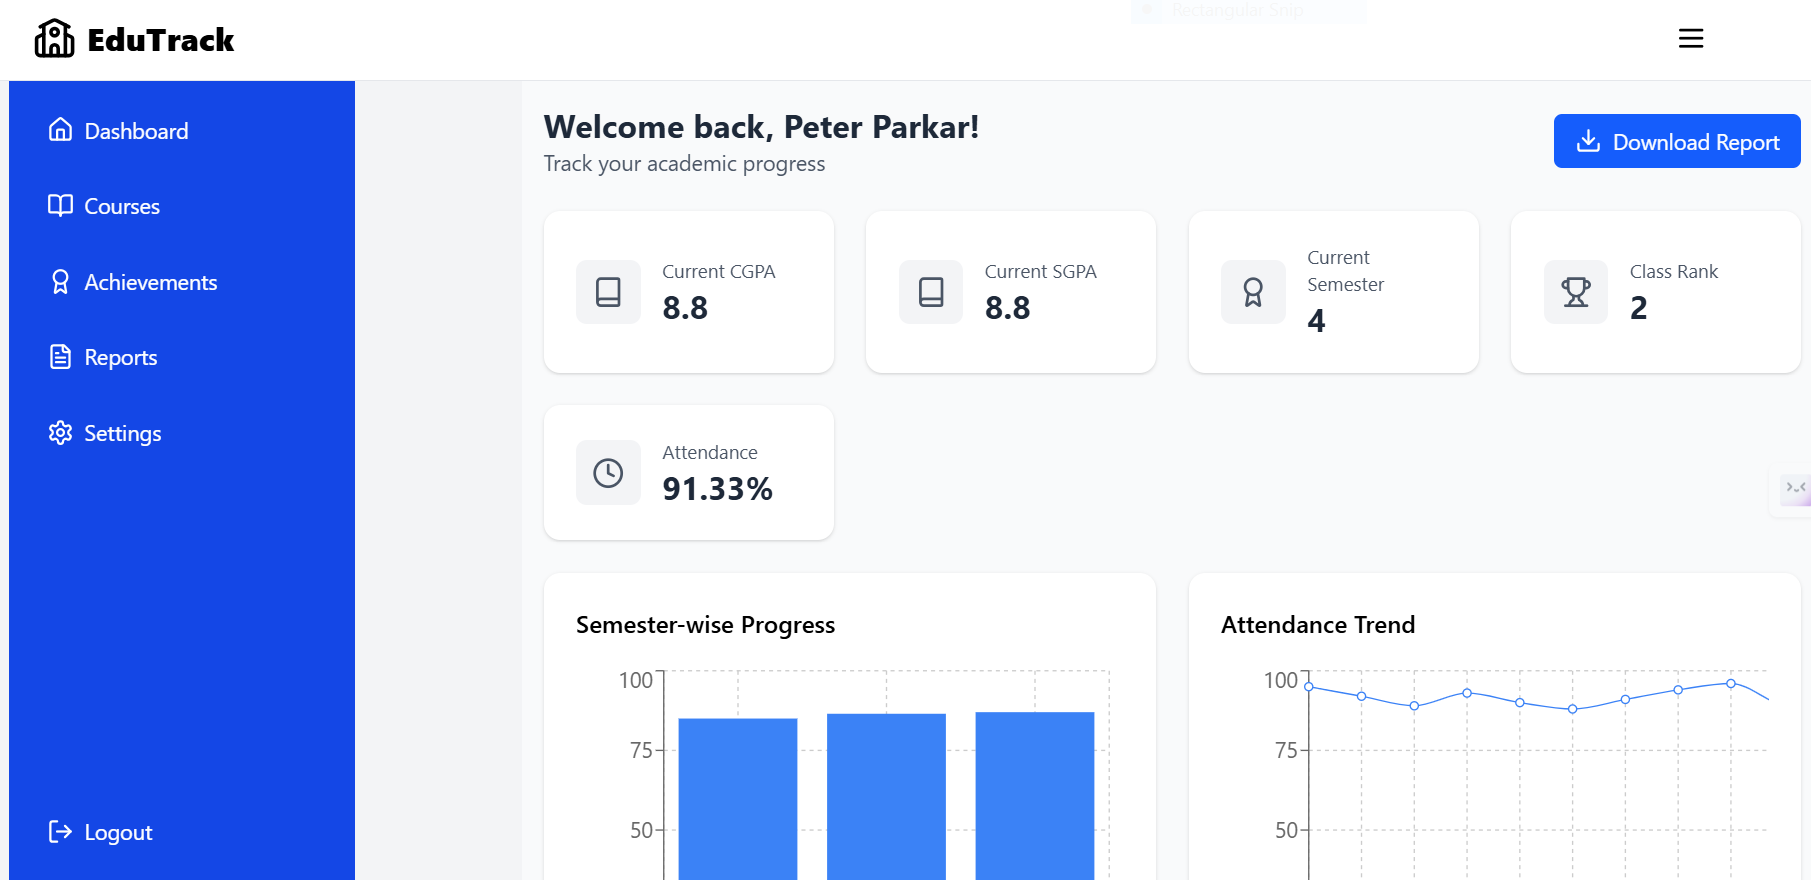 Rectangular Snip
EduTrack
Dashboard
Courses
Achievements
Reports
Settings
Logout
Welcome back, Peter Parkar!
Track your academic progress
Download Report
Current CGPA
8.8
Current SGPA
8.8
Current
Semester
4
Class Rank
2
Attendance
91.33%
Semester-wise Progress
100
75
50
Attendance Trend
100
75
50